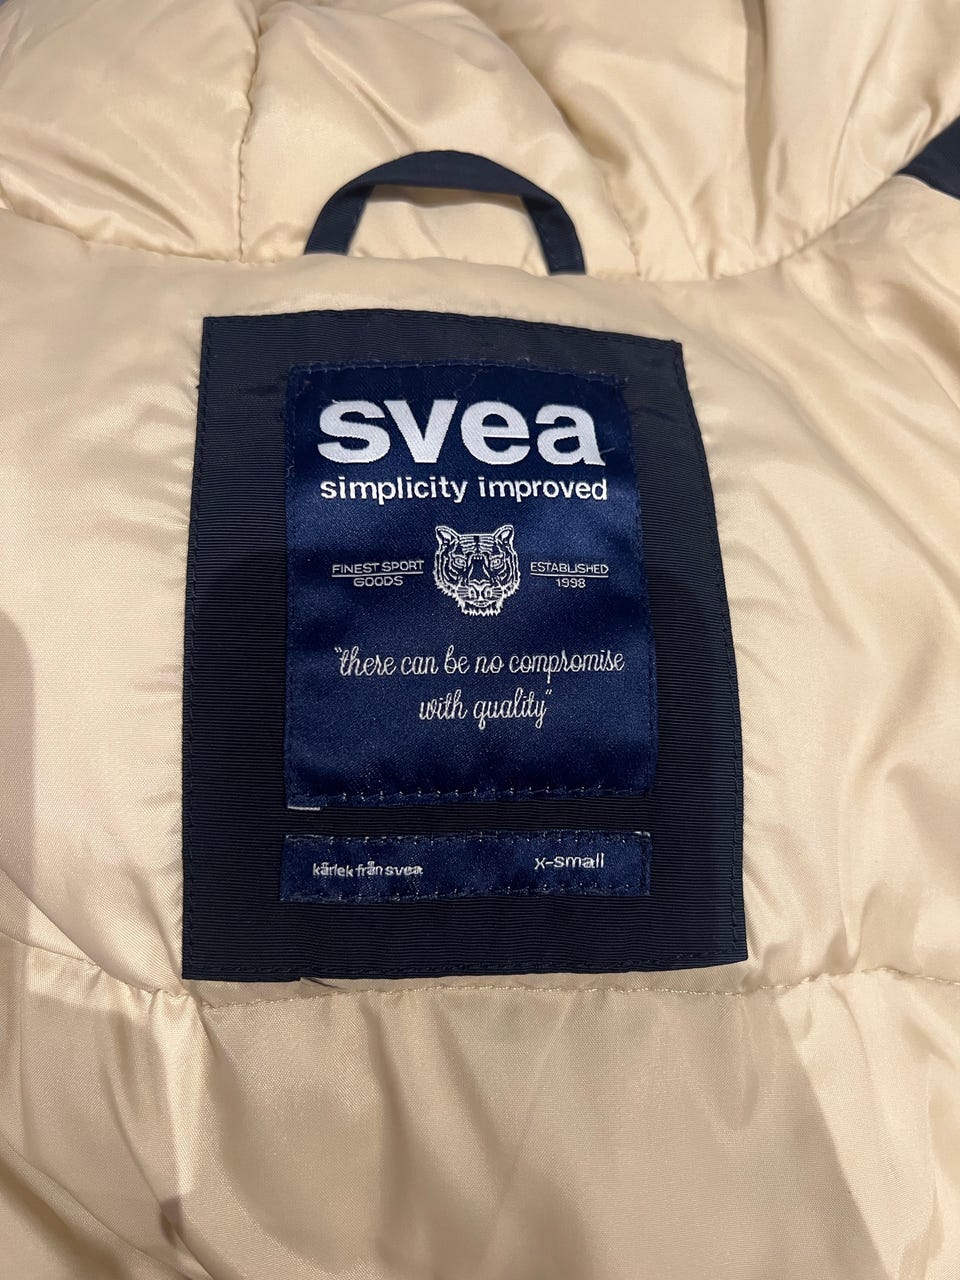 svea
simplicity improved
FINEST SPORT
GOODS
ESTABLISHED
1998
"there can be no compromise
with quality"
kärlek från svea
x-small